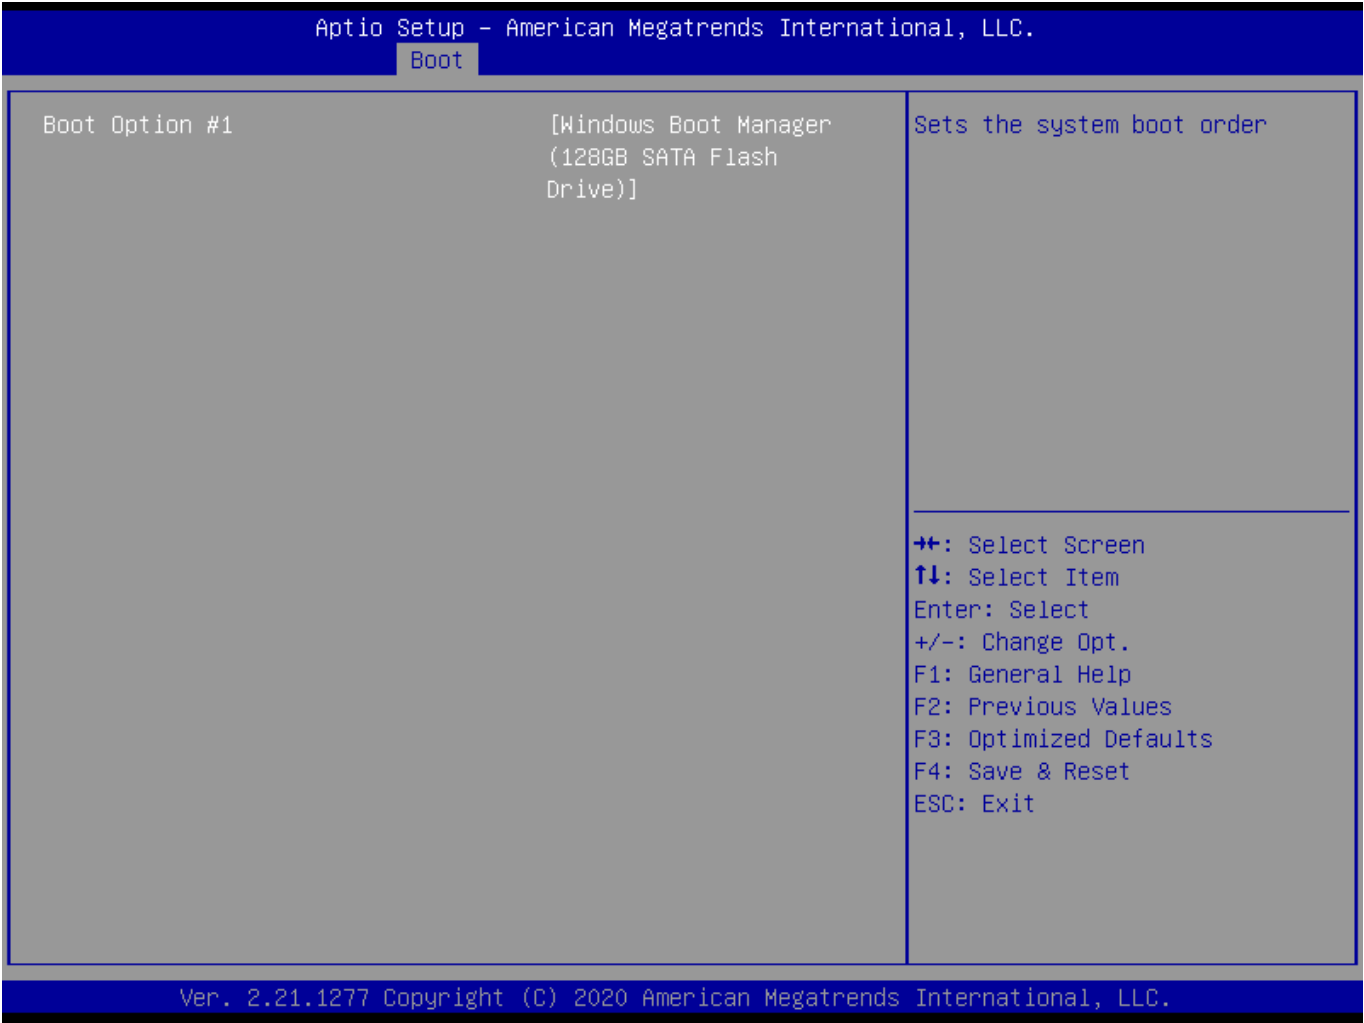 Aptio Setup – American Megatrends International, LLC.
Boot
Boot Option #1 [Windows Boot Manager
(128GB SATA Flash
Drive)]
Sets the system boot order
→←: Select Screen
↑↓: Select Item
Enter: Select
+/-: Change Opt.
F1: General Help
F2: Previous Values
F3: Optimized Defaults
F4: Save & Reset
ESC: Exit
Ver. 2.21.1277 Copyright (C) 2020 American Megatrends International, LLC.